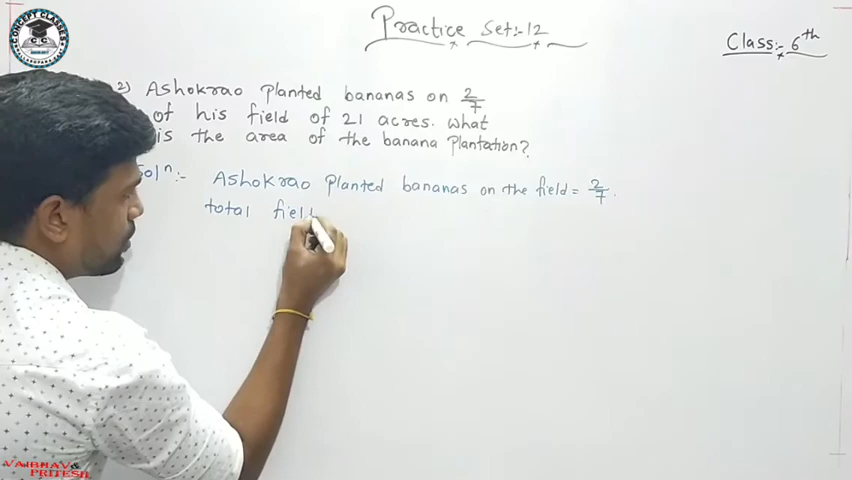 CONCEPT CLASSES
Practice Set:-12
Class:- 6th
2) Ashokrao Planted bananas on 2/7
of his field of 21 acres. What
is the area of the banana Plantation?
Soln:- Ashokrao Planted bananas on the field = 2/7.
total field
VAIBHAV &
PRITESH